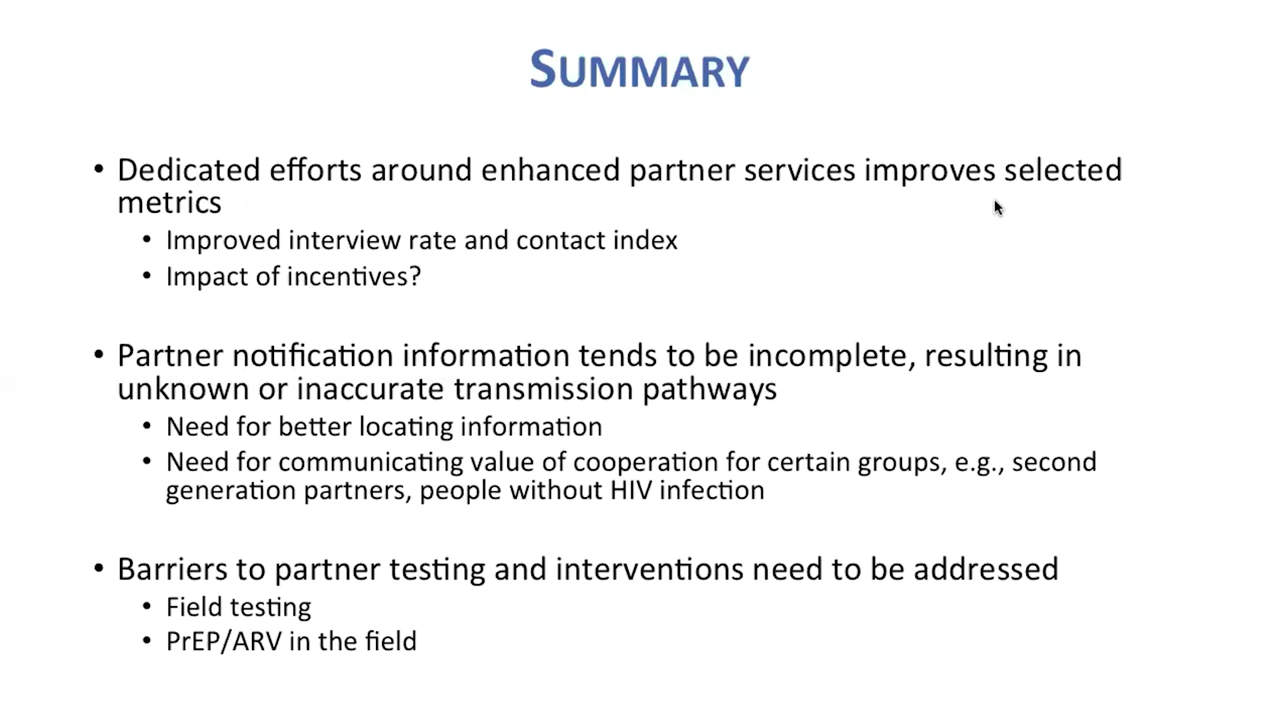 SUMMARY
• Dedicated efforts around enhanced partner services improves selected
metrics
• Improved interview rate and contact index
• Impact of incentives?
• Partner notification information tends to be incomplete, resulting in
unknown or inaccurate transmission pathways
• Need for better locating information
• Need for communicating value of cooperation for certain groups, e.g., second
generation partners, people without HIV infection
• Barriers to partner testing and interventions need to be addressed
• Field testing
• PrEP/ARV in the field